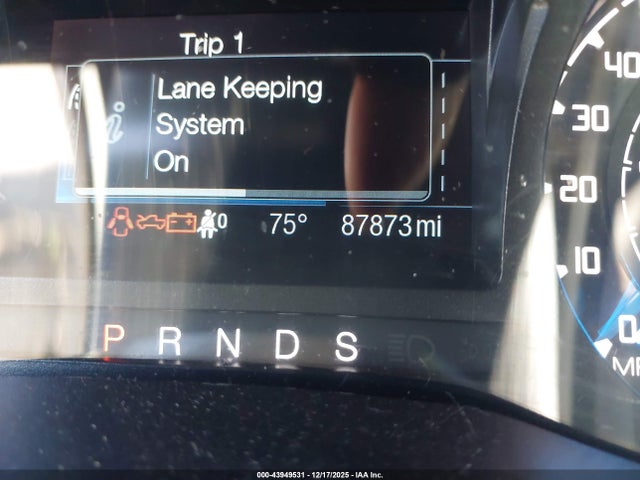 Trip 1
Lane Keeping
System
On
0 75° 87873 mi
P R N D S
40
30
20
10
0
000-43949531 - 12/17/2025 - IAA Inc.